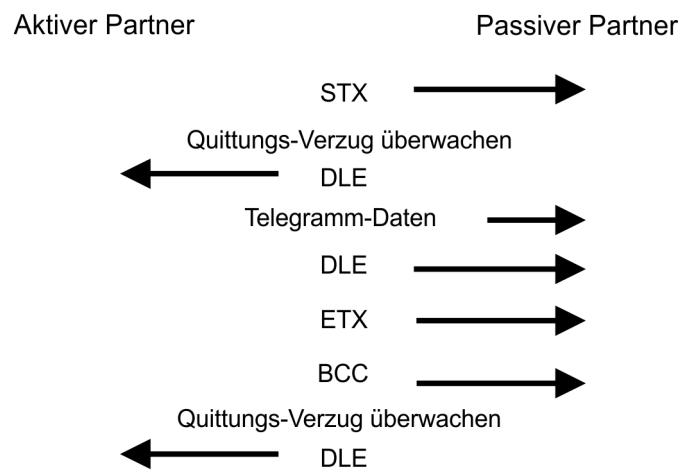 Aktiver Partner
Passiver Partner
STX
Quittungs-Verzug überwachen
DLE
Telegramm-Daten
DLE
ETX
BCC
Quittungs-Verzug überwachen
DLE